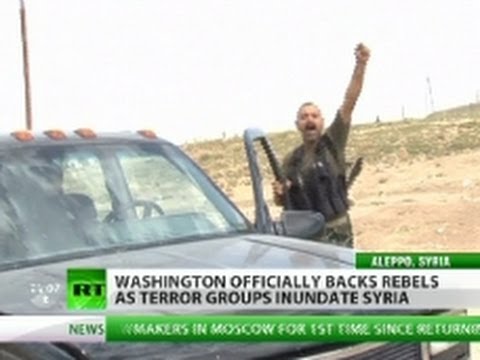 ALEPPO, SYRIA
RT
WASHINGTON OFFICIALLY BACKS REBELS
AS TERROR GROUPS INUNDATE SYRIA
NEWS
MAKERS IN MOSCOW FOR 1ST TIME SINCE RETURNING